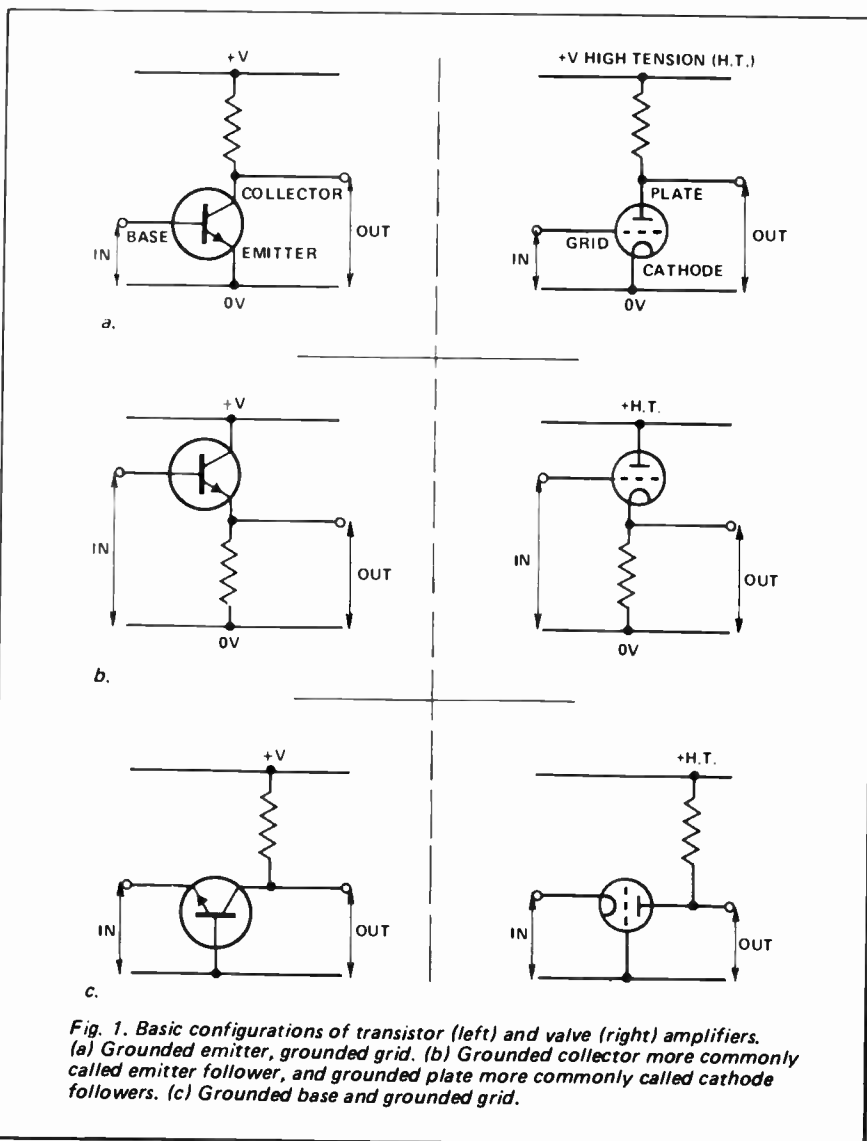 +V
+V HIGH TENSION (H.T.)
COLLECTOR
PLATE
BASE
EMITTER
IN
OUT
GRID
CATHODE
IN
OUT
0V
0V
a.
+V
+H.T.
IN
OUT
IN
OUT
0V
0V
b.
+V
+H.T.
IN
OUT
IN
OUT
c.
Fig. 1. Basic configurations of transistor (left) and valve (right) amplifiers.
(a) Grounded emitter, grounded grid. (b) Grounded collector more commonly
called emitter follower, and grounded plate more commonly called cathode
followers. (c) Grounded base and grounded grid.